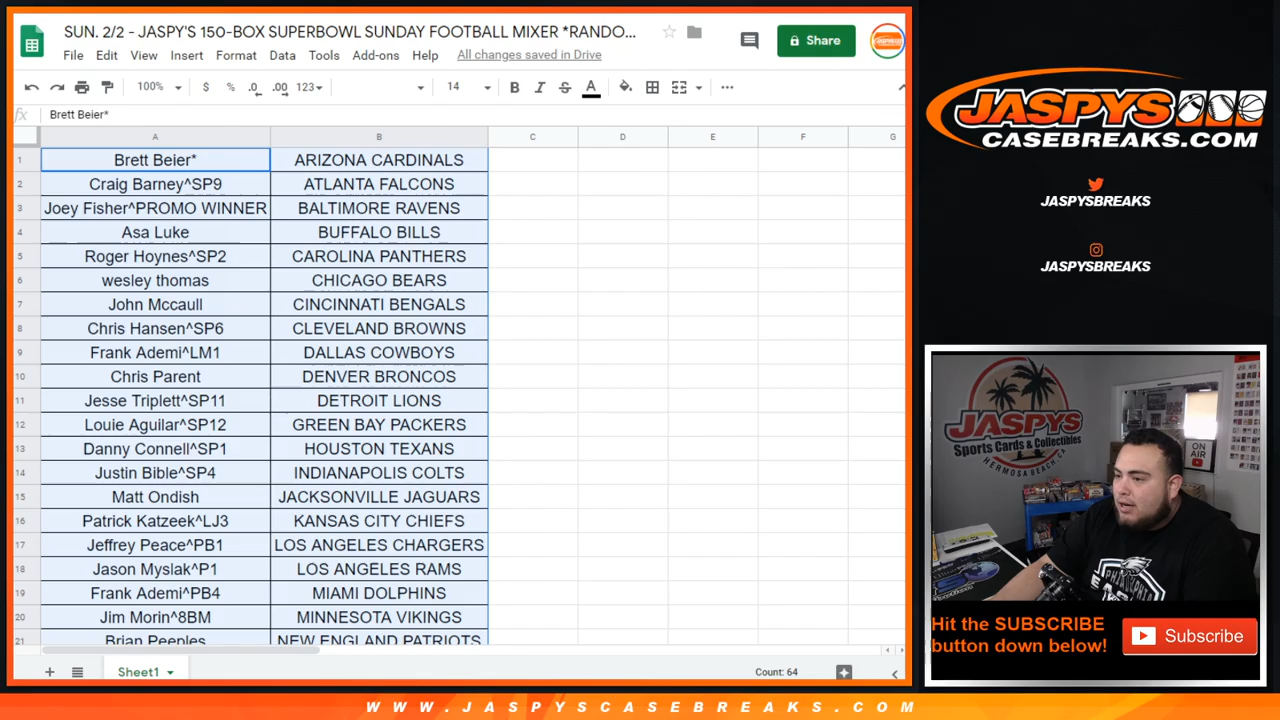 SUN. 2/2 - JASPY'S 150-BOX SUPERBOWL SUNDAY FOOTBALL MIXER *RANDO...
Share
File Edit View Insert Format Data Tools Add-ons Help All changes saved in Drive
100% $ % .0 .00 123 14 B I S A
fx Brett Beier*
A B C D E F G
1 Brett Beier* ARIZONA CARDINALS
2 Craig Barney^SP9 ATLANTA FALCONS
3 Joey Fisher^PROMO WINNER BALTIMORE RAVENS
4 Asa Luke BUFFALO BILLS
5 Roger Hoynes^SP2 CAROLINA PANTHERS
6 wesley thomas CHICAGO BEARS
7 John Mccaull CINCINNATI BENGALS
8 Chris Hansen^SP6 CLEVELAND BROWNS
9 Frank Ademi^LM1 DALLAS COWBOYS
10 Chris Parent DENVER BRONCOS
11 Jesse Triplett^SP11 DETROIT LIONS
12 Louie Aguilar^SP12 GREEN BAY PACKERS
13 Danny Connell^SP1 HOUSTON TEXANS
14 Justin Bible^SP4 INDIANAPOLIS COLTS
15 Matt Ondish JACKSONVILLE JAGUARS
16 Patrick Katzeek^LJ3 KANSAS CITY CHIEFS
17 Jeffrey Peace^PB1 LOS ANGELES CHARGERS
18 Jason Myslak^P1 LOS ANGELES RAMS
19 Frank Ademi^PB4 MIAMI DOLPHINS
20 Jim Morin^8BM MINNESOTA VIKINGS
21 Brian Peeples NEW ENGLAND PATRIOTS
Sheet1 Count: 64
JASPYS
CASEBREAKS.COM
JASPYSBREAKS
JASPYSBREAKS
JASPYS
Sports Cards & Collectibles
HERMOSA BEACH, CA
ON
AIR
PHILADELPHIA
EAGLES
Hit the SUBSCRIBE
button down below!
Subscribe
WWW.JASPYSCASEBREAKS.COM